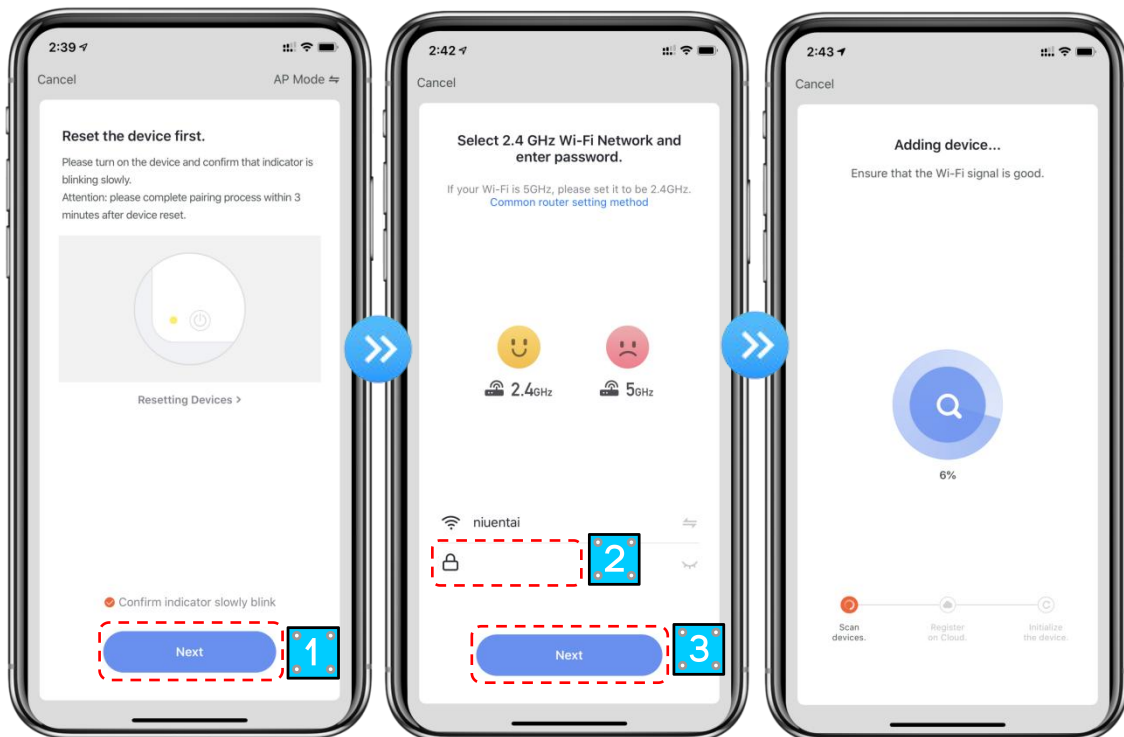 2:39
Cancel
AP Mode
Reset the device first.
Please turn on the device and confirm that indicator is
blinking slowly.
Attention: please complete pairing process within 3
minutes after device reset.
Resetting Devices >
Confirm indicator slowly blink
Next
1
2:42
Cancel
Select 2.4 GHz Wi-Fi Network and
enter password.
If your Wi-Fi is 5GHz, please set it to be 2.4GHz.
Common router setting method
2.4GHz
5GHz
niuentai
2
Next
3
2:43
Cancel
Adding device...
Ensure that the Wi-Fi signal is good.
6%
Scan
devices.
Register
on Cloud.
Initialize
the device.